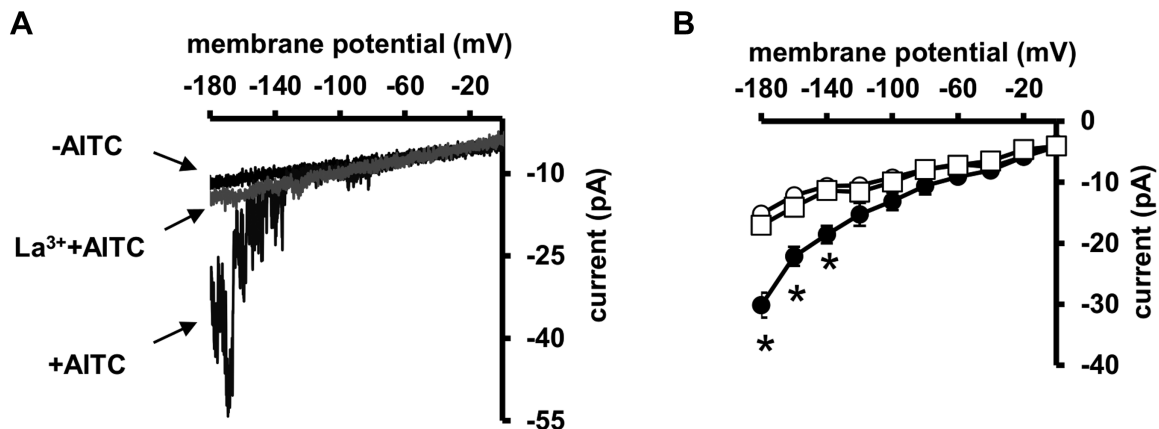 A
membrane potential (mV)
-180 -140 -100 -60 -20
-AITC
La³⁺+AITC
+AITC
-10
-25
-40
-55
current (pA)
B
membrane potential (mV)
-180 -140 -100 -60 -20
0
-10
-20
-30
-40
current (pA)
*
*
*